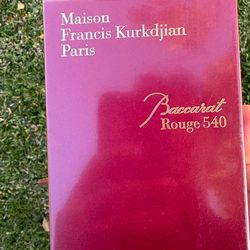 Maison
Francis Kurkdjian
Paris
Baccarat
Rouge 540